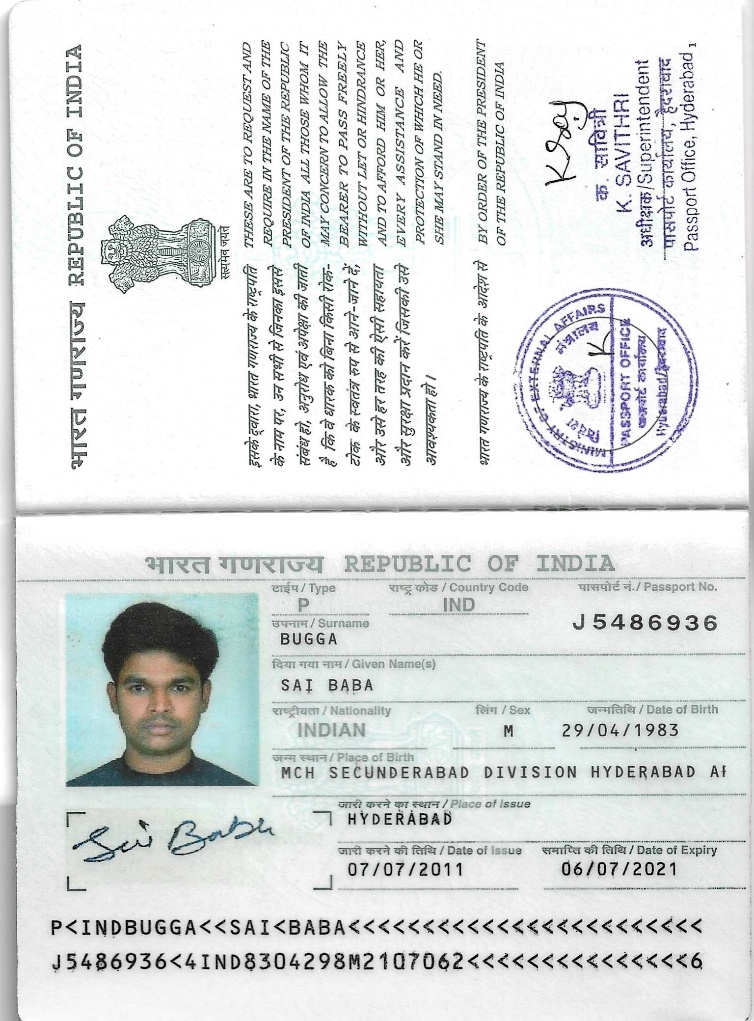 भारत गणराज्य REPUBLIC OF INDIA
सत्यमेव जयते
इसके द्वारा, भारत गणराज्य के राष्ट्रपति
के नाम पर, उन सभी से जिनका इससे
संबंध हो, अनुरोध एवं अपेक्षा की जाती
है कि वे धारक को बिना किसी रोक-
टोक के स्वतंत्र रूप से आने-जाने दें,
और उसे हर तरह की ऐसी सहायता
और सुरक्षा प्रदान करें जिसकी उसे
आवश्यकता हो।
THESE ARE TO REQUEST AND
REQUIRE IN THE NAME OF THE
PRESIDENT OF THE REPUBLIC
OF INDIA ALL THOSE WHOM IT
MAY CONCERN TO ALLOW THE
BEARER TO PASS FREELY
WITHOUT LET OR HINDRANCE
AND TO AFFORD HIM OR HER,
EVERY ASSISTANCE AND
PROTECTION OF WHICH HE OR
SHE MAY STAND IN NEED.
भारत गणराज्य के राष्ट्रपति के आदेश से
BY ORDER OF THE PRESIDENT
OF THE REPUBLIC OF INDIA
MINISTRY OF EXTERNAL AFFAIRS
विदेश मंत्रालय
PASSPORT OFFICE
पासपोर्ट कार्यालय
Hyderabad/हैदराबाद
क. सावित्री
K. SAVITHRI
अधीक्षक/Superintendent
पासपोर्ट कार्यालय, हैदराबाद
Passport Office, Hyderabad
भारत गणराज्य REPUBLIC OF INDIA
टाईप / Type राष्ट्र कोड / Country Code पासपोर्ट नं. / Passport No.
P IND J5486936
उपनाम / Surname
BUGGA
दिया गया नाम / Given Name(s)
SAI BABA
राष्ट्रीयता / Nationality लिंग / Sex जन्मतिथि / Date of Birth
INDIAN M 29/04/1983
जन्म स्थान / Place of Birth
MCH SECUNDERABAD DIVISION HYDERABAD
जारी करने का स्थान / Place of Issue
HYDERABAD
Sai Baba
जारी करने की तिथि / Date of Issue समाप्ति की तिथि / Date of Expiry
07/07/2011 06/07/2021
P<INDBUGGA<<SAI<BABA<<<<<<<<<<<<<<<<<<<<<<<<
J5486936<4IND8304298M2107062<<<<<<<<<<<<<<<6